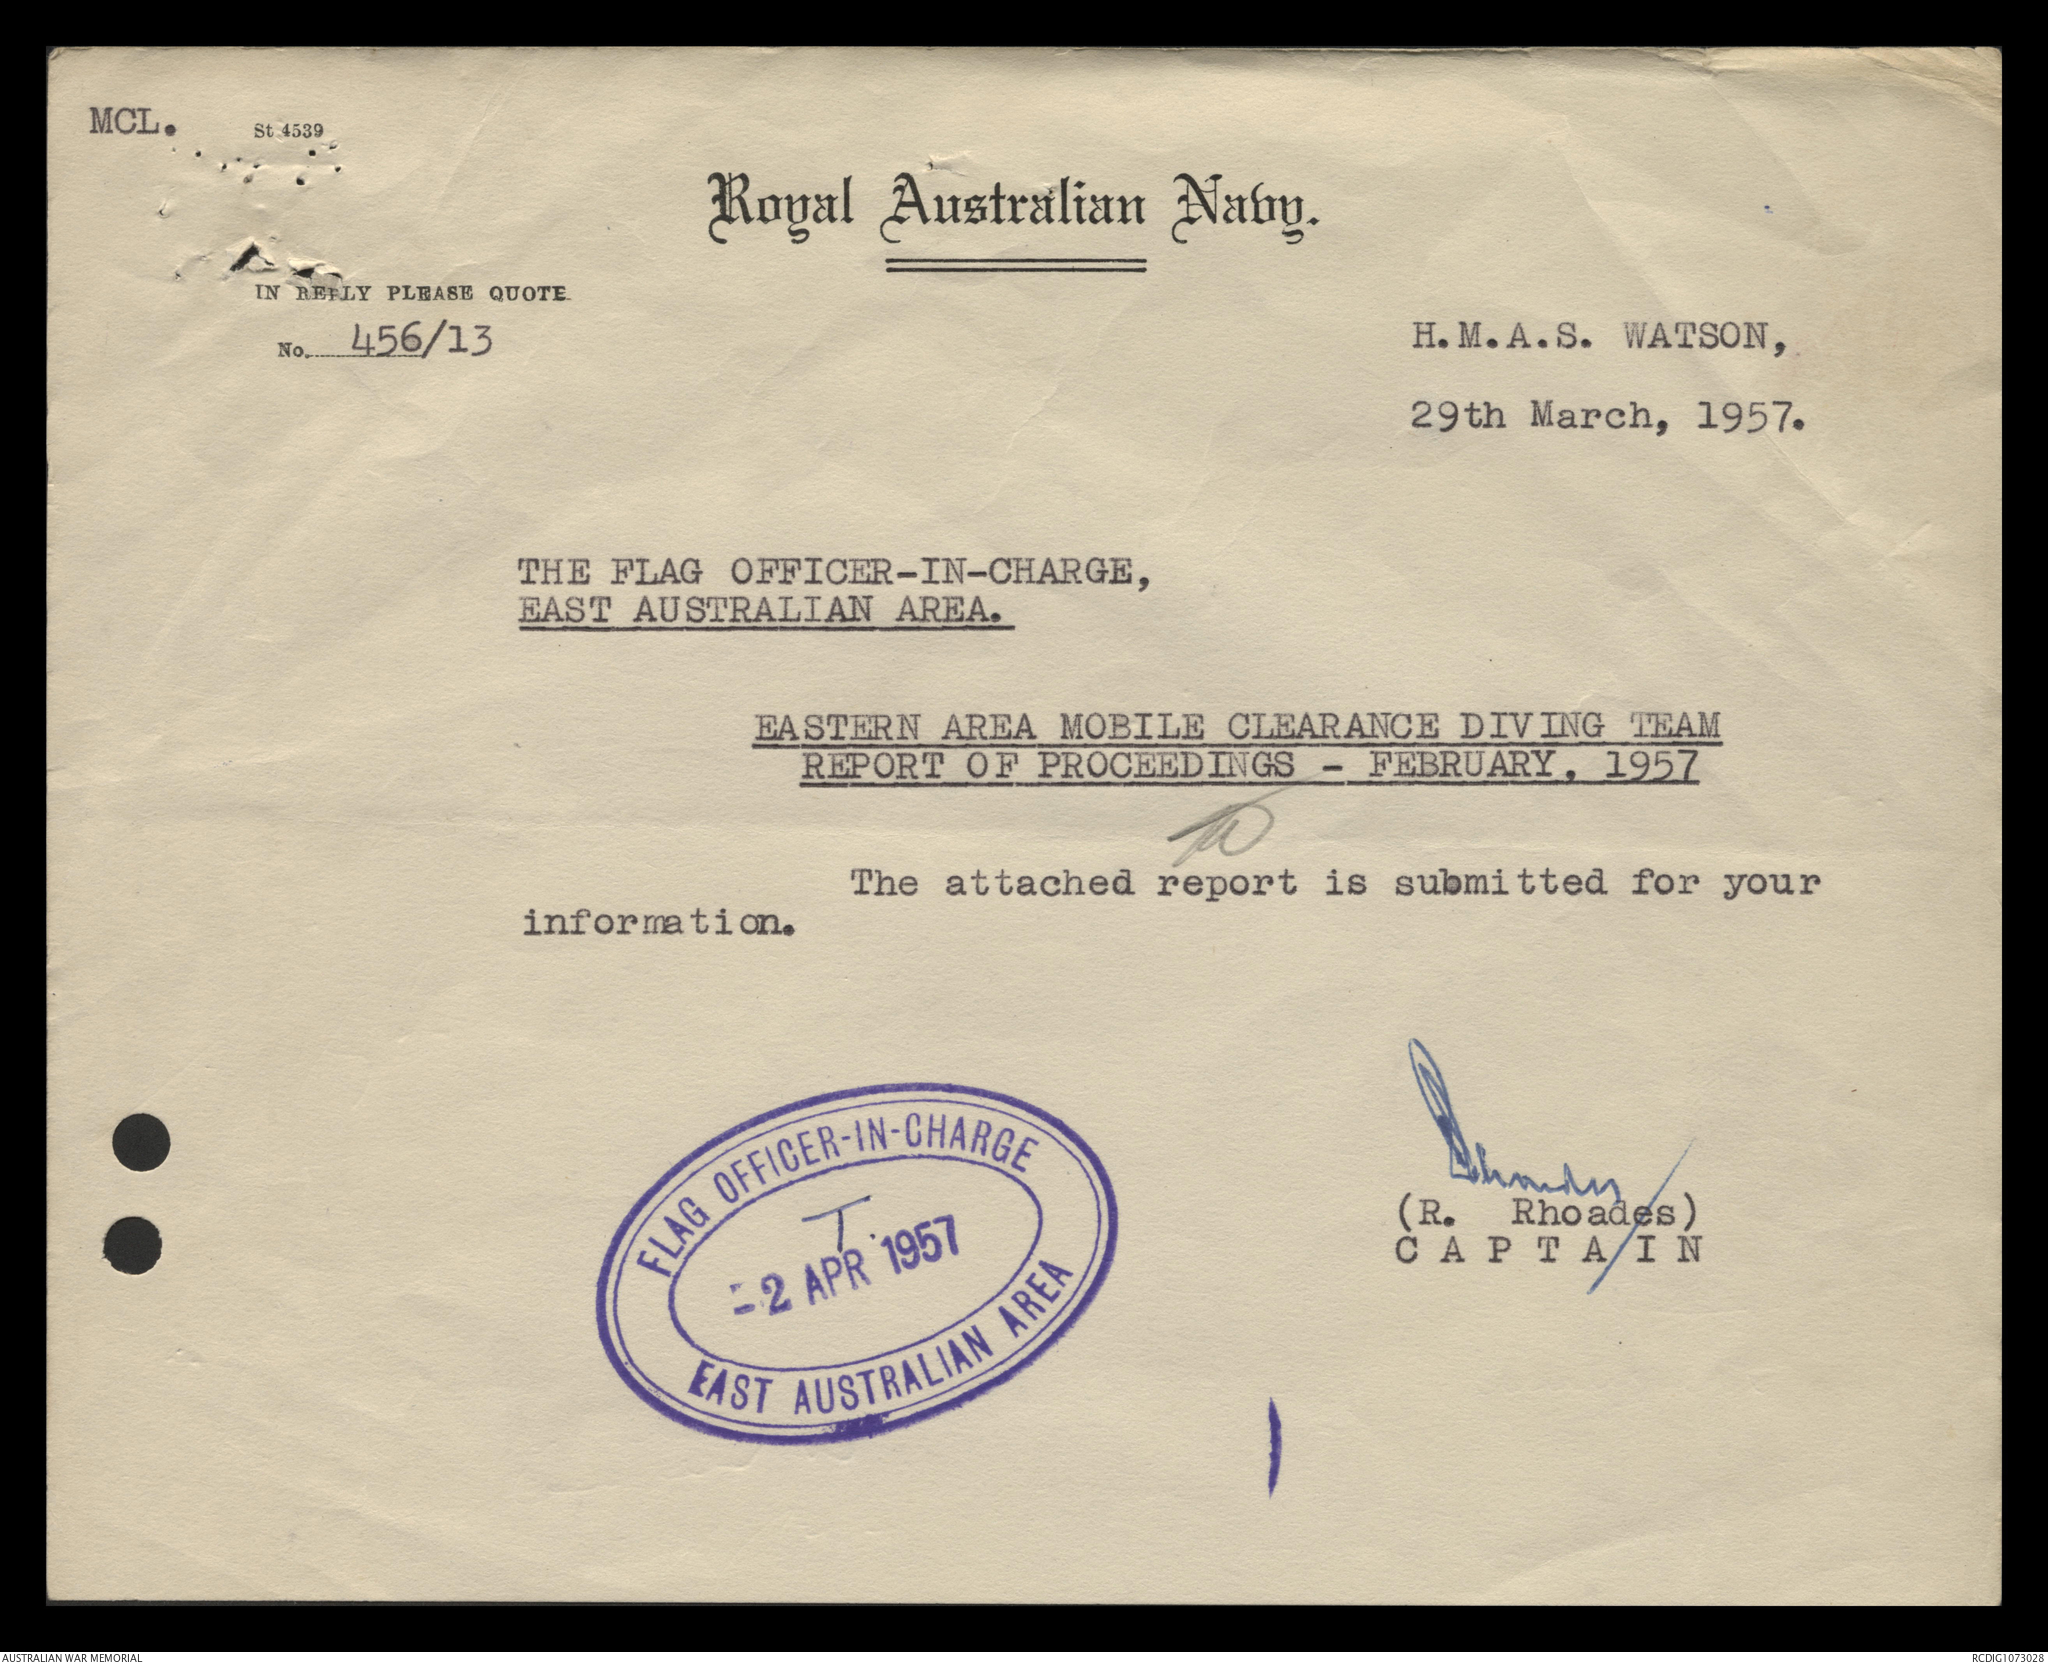 MCL.
St 4539
Royal Australian Navy.
IN REPLY PLEASE QUOTE
No. 456/13
H.M.A.S. WATSON,
29th March, 1957.
THE FLAG OFFICER-IN-CHARGE,
EAST AUSTRALIAN AREA.
EASTERN AREA MOBILE CLEARANCE DIVING TEAM
REPORT OF PROCEEDINGS - FEBRUARY, 1957
The attached report is submitted for your
information.
FLAG OFFICER-IN-CHARGE
-2 APR 1957
EAST AUSTRALIAN AREA
(R. Rhoades)
CAPTAIN
AUSTRALIAN WAR MEMORIAL
RCDIG1073028